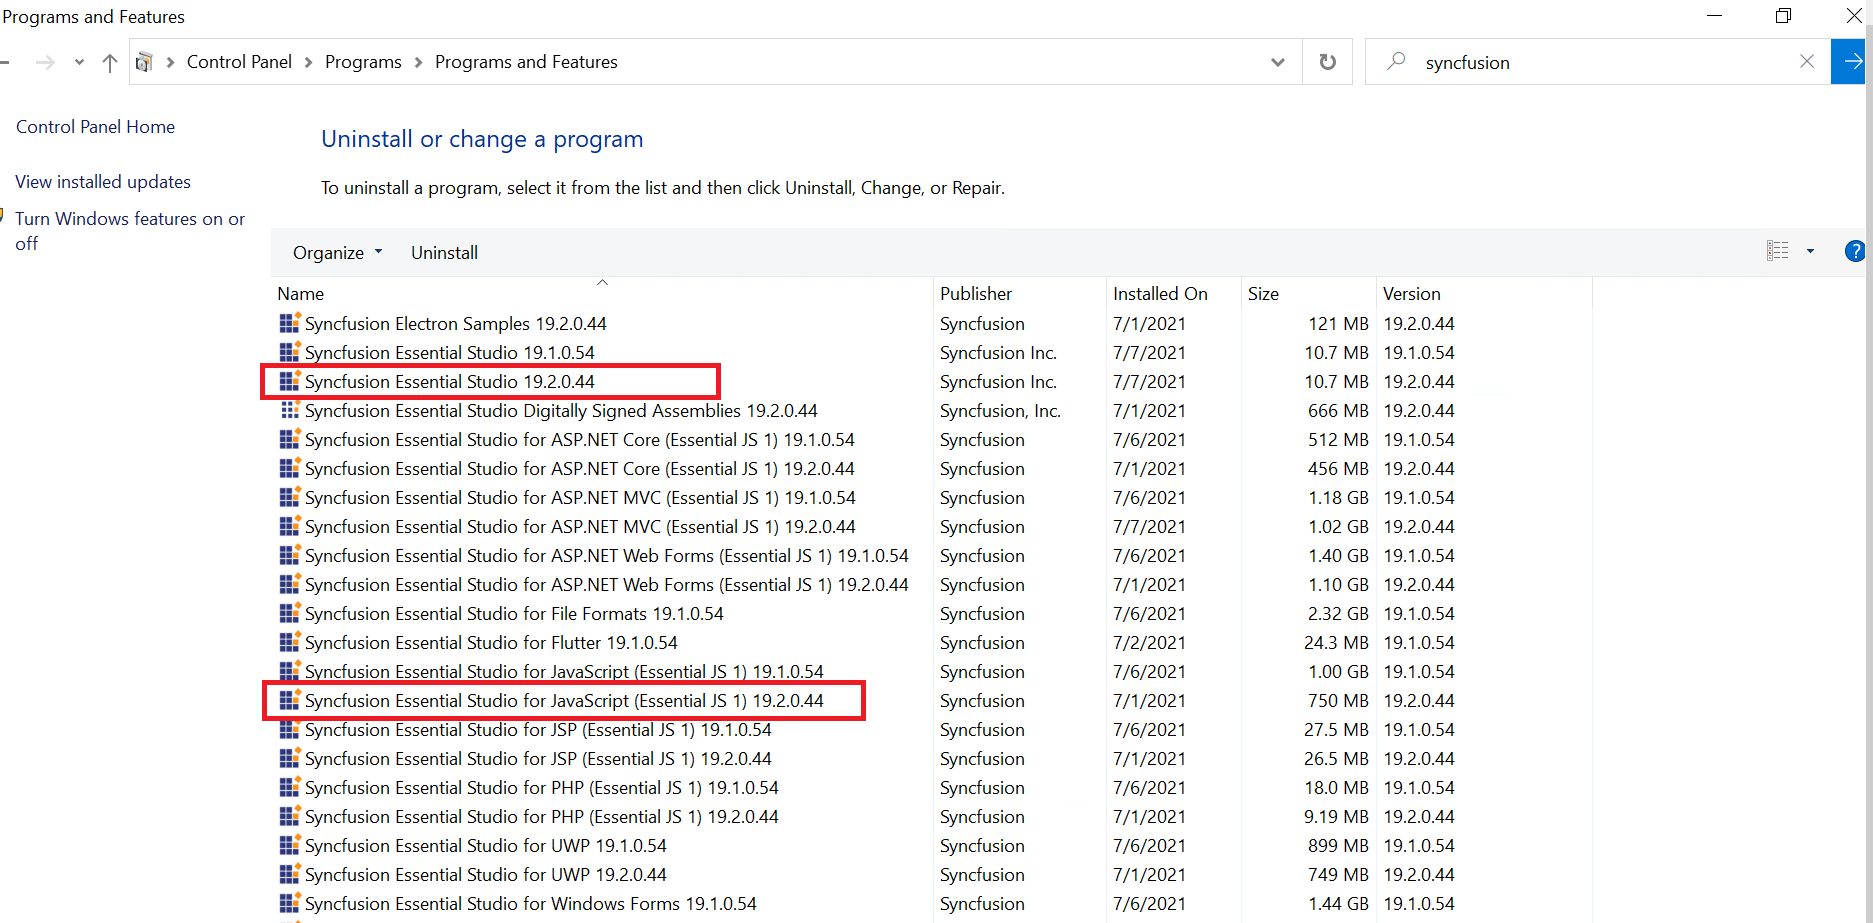 Programs and Features
Control Panel > Programs > Programs and Features
syncfusion
Control Panel Home
View installed updates
Turn Windows features on or
off
Uninstall or change a program
To uninstall a program, select it from the list and then click Uninstall, Change, or Repair.
Organize Uninstall ?
Name Publisher Installed On Size Version
Syncfusion Electron Samples 19.2.0.44 Syncfusion 7/1/2021 121 MB 19.2.0.44
Syncfusion Essential Studio 19.1.0.54 Syncfusion Inc. 7/7/2021 10.7 MB 19.1.0.54
Syncfusion Essential Studio 19.2.0.44 Syncfusion Inc. 7/7/2021 10.7 MB 19.2.0.44
Syncfusion Essential Studio Digitally Signed Assemblies 19.2.0.44 Syncfusion, Inc. 7/1/2021 666 MB 19.2.0.44
Syncfusion Essential Studio for ASP.NET Core (Essential JS 1) 19.1.0.54 Syncfusion 7/6/2021 512 MB 19.1.0.54
Syncfusion Essential Studio for ASP.NET Core (Essential JS 1) 19.2.0.44 Syncfusion 7/1/2021 456 MB 19.2.0.44
Syncfusion Essential Studio for ASP.NET MVC (Essential JS 1) 19.1.0.54 Syncfusion 7/6/2021 1.18 GB 19.1.0.54
Syncfusion Essential Studio for ASP.NET MVC (Essential JS 1) 19.2.0.44 Syncfusion 7/7/2021 1.02 GB 19.2.0.44
Syncfusion Essential Studio for ASP.NET Web Forms (Essential JS 1) 19.1.0.54 Syncfusion 7/6/2021 1.40 GB 19.1.0.54
Syncfusion Essential Studio for ASP.NET Web Forms (Essential JS 1) 19.2.0.44 Syncfusion 7/1/2021 1.10 GB 19.2.0.44
Syncfusion Essential Studio for File Formats 19.1.0.54 Syncfusion 7/6/2021 2.32 GB 19.1.0.54
Syncfusion Essential Studio for Flutter 19.1.0.54 Syncfusion 7/2/2021 24.3 MB 19.1.0.54
Syncfusion Essential Studio for JavaScript (Essential JS 1) 19.1.0.54 Syncfusion 7/6/2021 1.00 GB 19.1.0.54
Syncfusion Essential Studio for JavaScript (Essential JS 1) 19.2.0.44 Syncfusion 7/1/2021 750 MB 19.2.0.44
Syncfusion Essential Studio for JSP (Essential JS 1) 19.1.0.54 Syncfusion 7/6/2021 27.5 MB 19.1.0.54
Syncfusion Essential Studio for JSP (Essential JS 1) 19.2.0.44 Syncfusion 7/1/2021 26.5 MB 19.2.0.44
Syncfusion Essential Studio for PHP (Essential JS 1) 19.1.0.54 Syncfusion 7/6/2021 18.0 MB 19.1.0.54
Syncfusion Essential Studio for PHP (Essential JS 1) 19.2.0.44 Syncfusion 7/1/2021 9.19 MB 19.2.0.44
Syncfusion Essential Studio for UWP 19.1.0.54 Syncfusion 7/6/2021 899 MB 19.1.0.54
Syncfusion Essential Studio for UWP 19.2.0.44 Syncfusion 7/1/2021 749 MB 19.2.0.44
Syncfusion Essential Studio for Windows Forms 19.1.0.54 Syncfusion 7/6/2021 1.44 GB 19.1.0.54